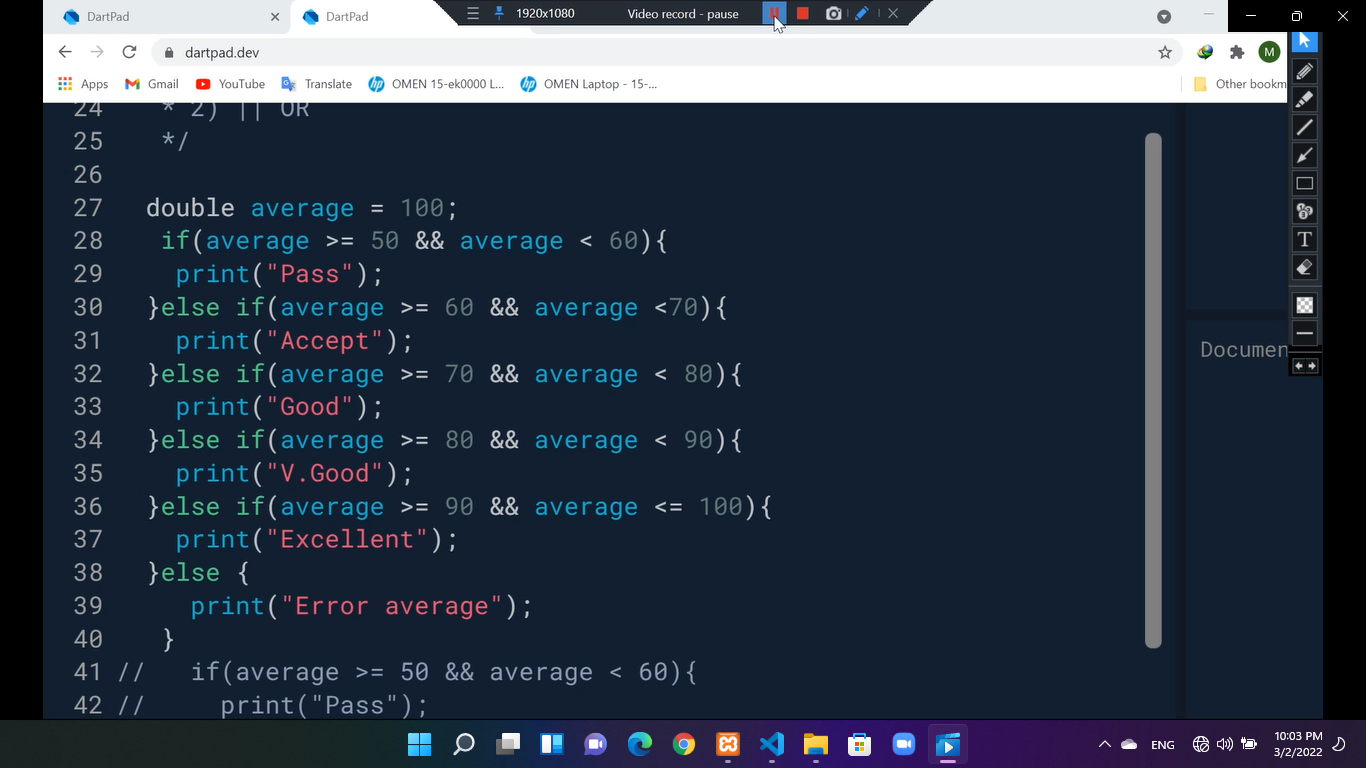 DartPad
DartPad
1920x1080
Video record - pause
dartpad.dev
M
Apps
Gmail
YouTube
Translate
OMEN 15-ek0000 L...
OMEN Laptop - 15-...
Other bookm
24 * 2) || OR
25 */
26
27 double average = 100;
28 if(average >= 50 && average < 60){
29 print("Pass");
30 }else if(average >= 60 && average <70){
31 print("Accept");
32 }else if(average >= 70 && average < 80){
33 print("Good");
34 }else if(average >= 80 && average < 90){
35 print("V.Good");
36 }else if(average >= 90 && average <= 100){
37 print("Excellent");
38 }else {
39 print("Error average");
40 }
41 // if(average >= 50 && average < 60){
42 // print("Pass");
Documen
T
ENG
10:03 PM
3/2/2022